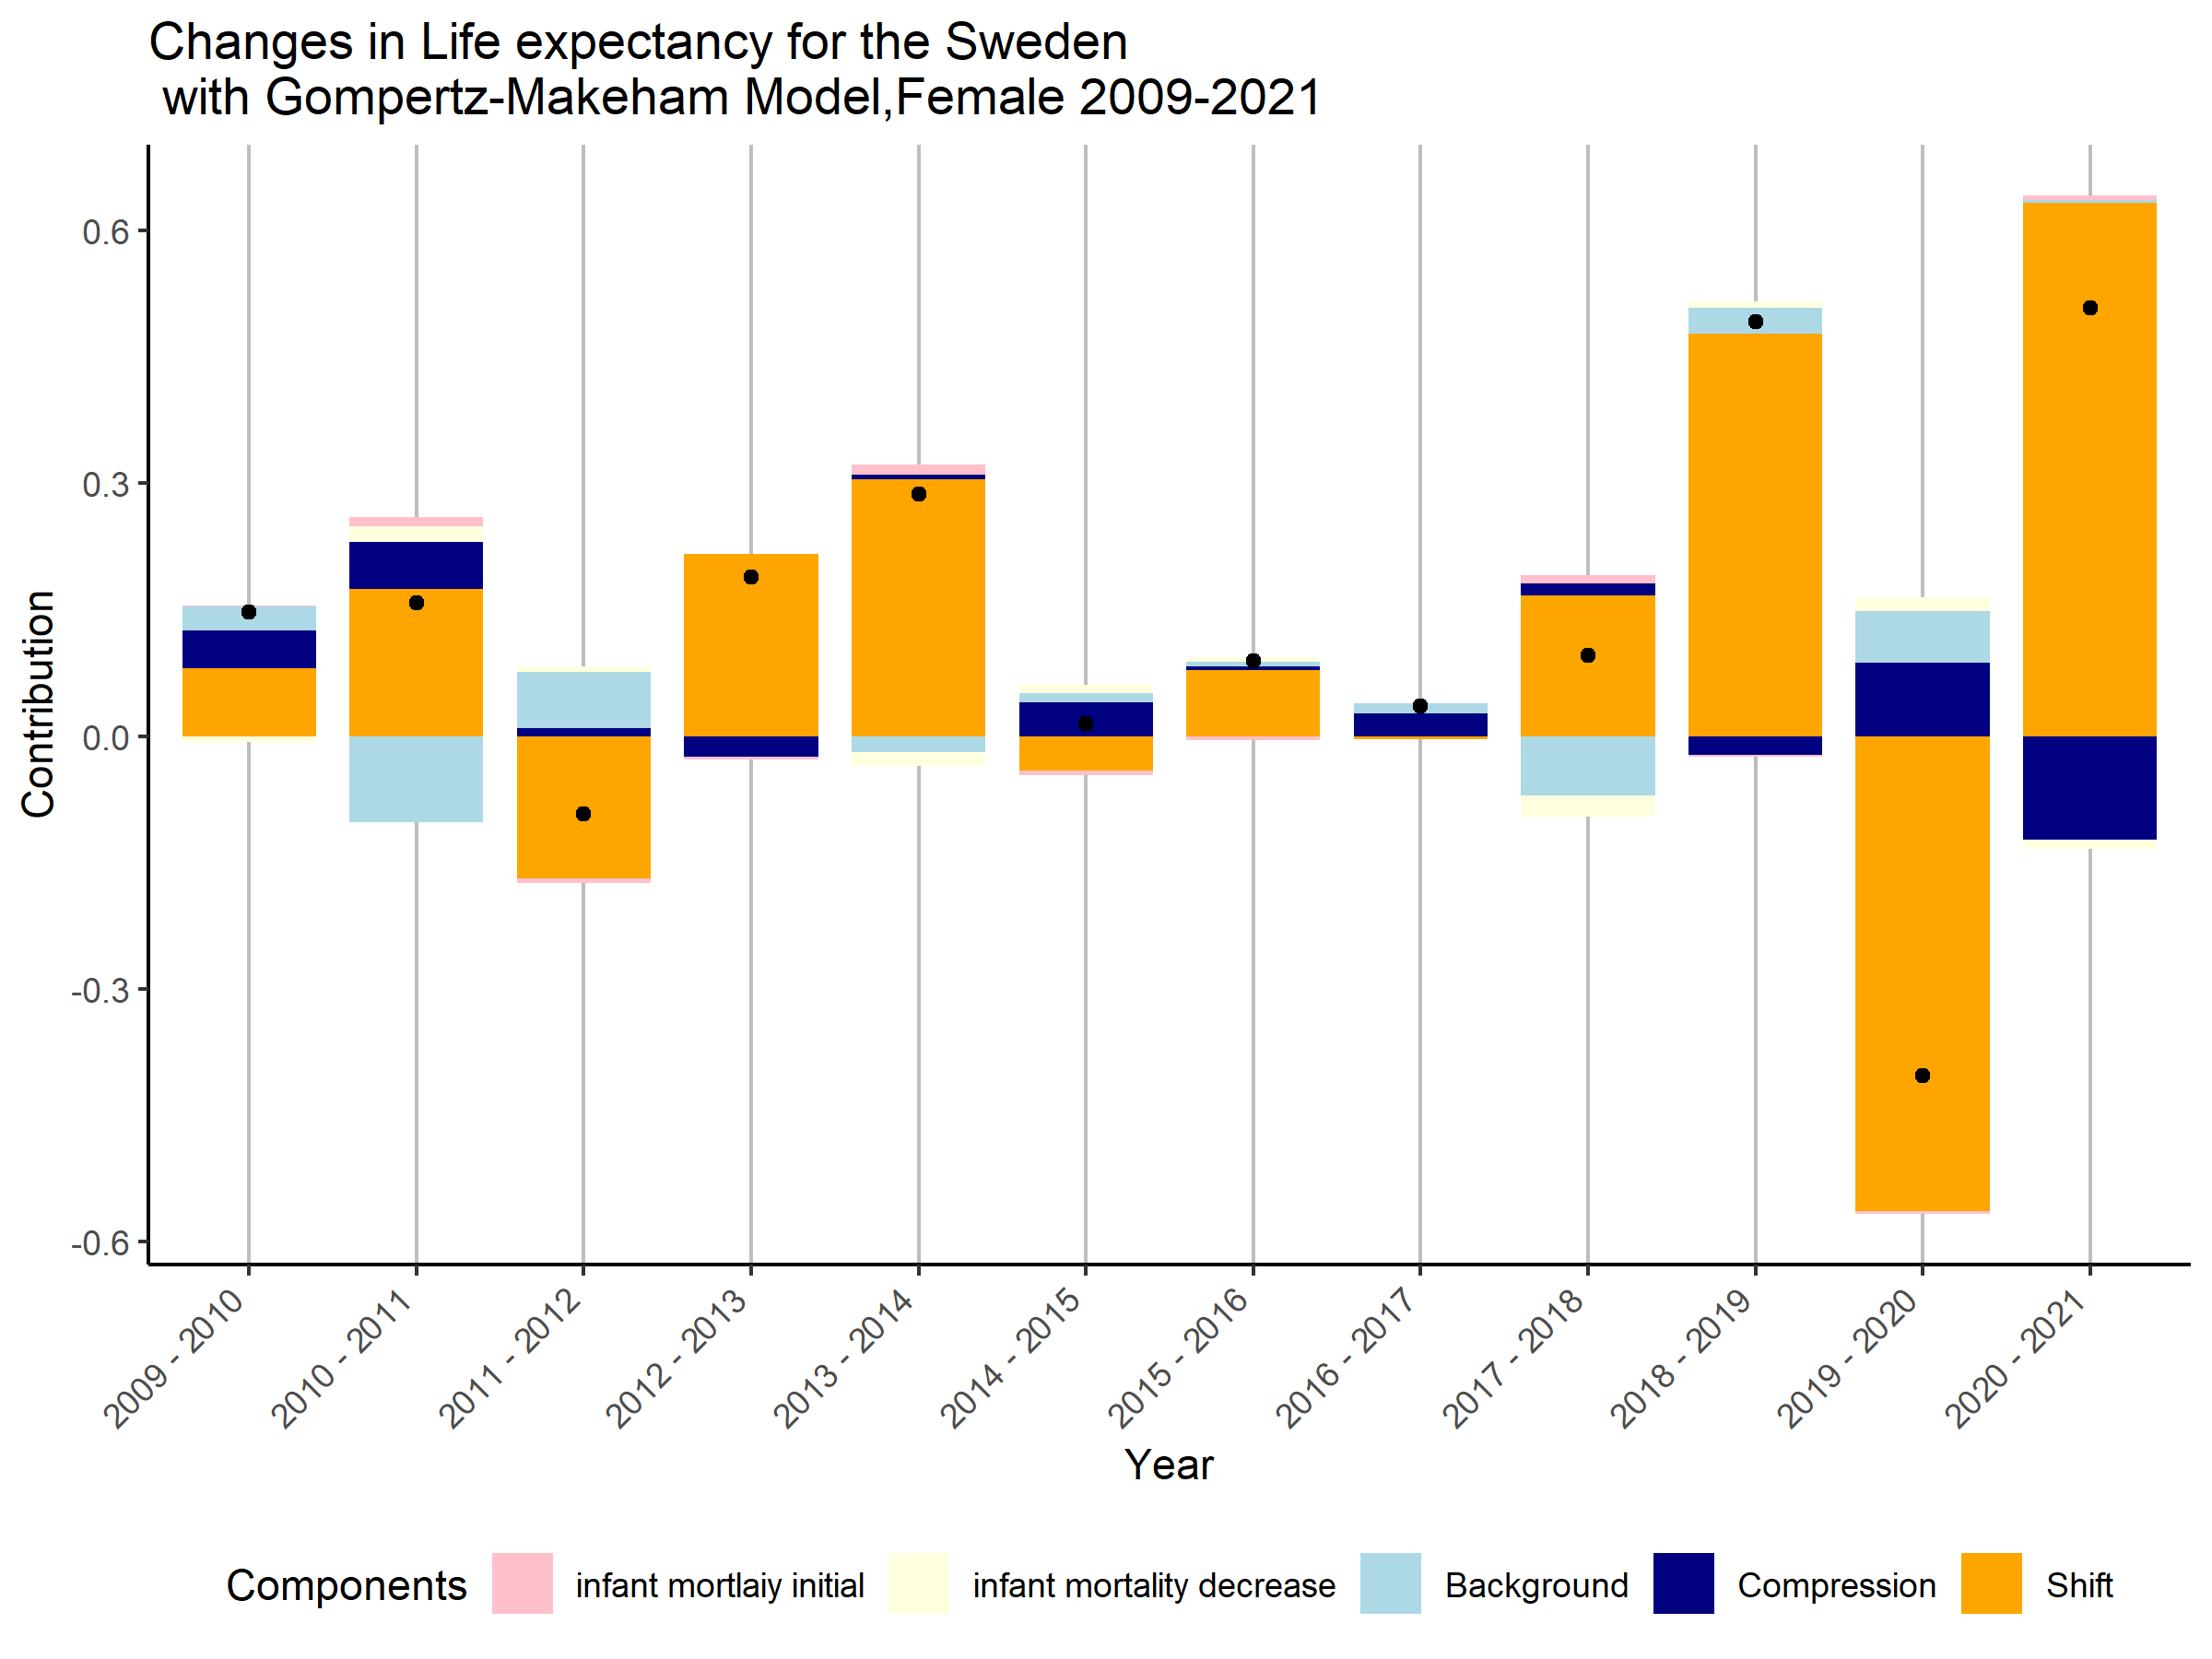 Changes in Life expectancy for the Sweden
with Gompertz-Makeham Model,Female 2009-2021
Contribution
0.6
0.3
0.0
-0.3
-0.6
2009 - 2010
2010 - 2011
2011 - 2012
2012 - 2013
2013 - 2014
2014 - 2015
2015 - 2016
2016 - 2017
2017 - 2018
2018 - 2019
2019 - 2020
2020 - 2021
Year
Components infant mortlaiy initial infant mortality decrease Background Compression Shift